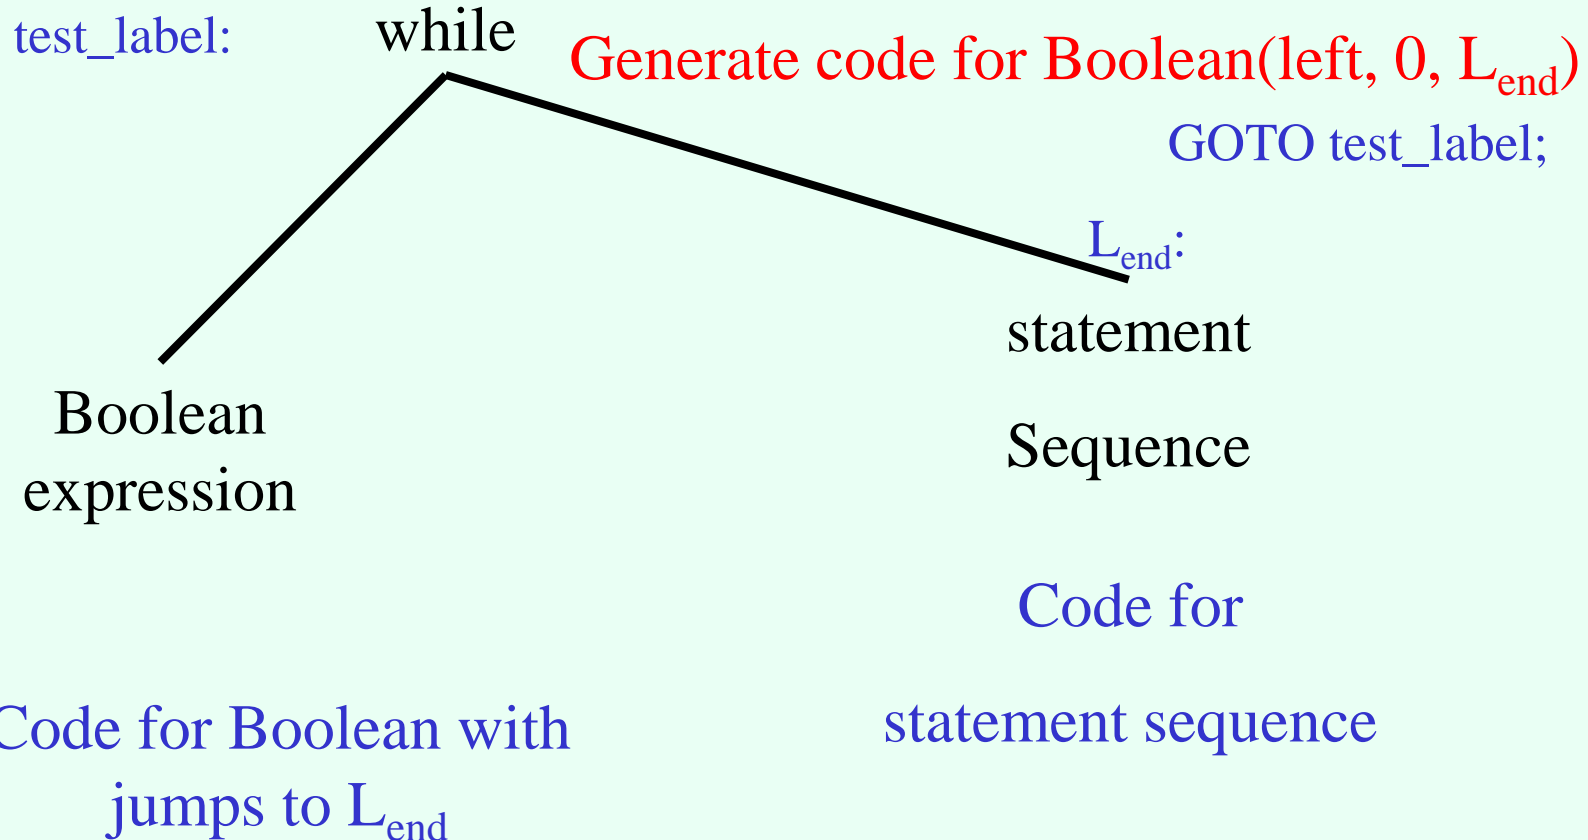 test_label:
while
Generate code for Boolean(left, 0, Lend)
GOTO test_label;
Lend:
statement
Sequence
Boolean
expression
Code for
statement sequence
Code for Boolean with
jumps to Lend